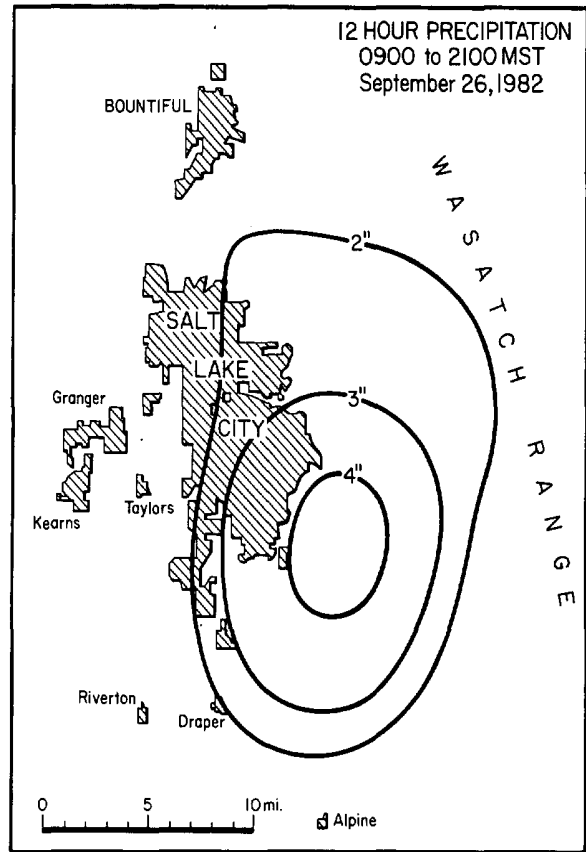 12 HOUR PRECIPITATION
0900 to 2100 MST
September 26, 1982
BOUNTIFUL
WASATCH RANGE
2"
SALT
LAKE
CITY
3"
4"
Granger
Kearns
Taylors
Riverton
Draper
0 5 10 mi.
Alpine